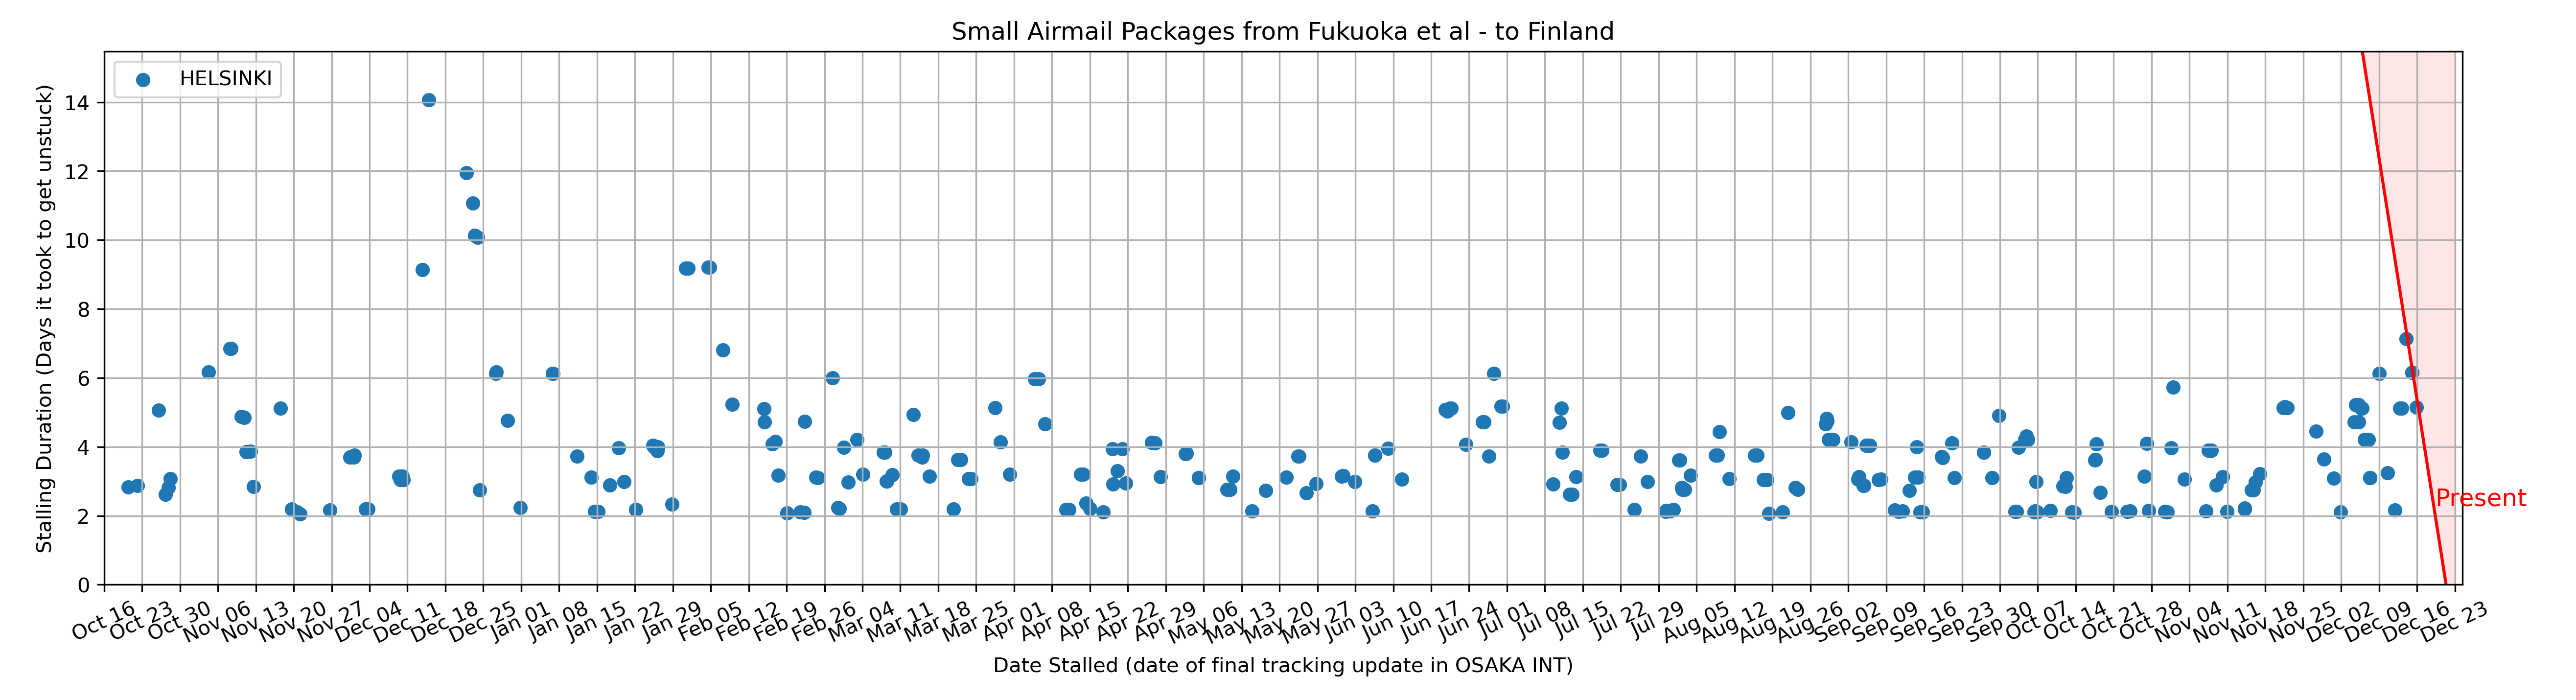 Small Airmail Packages from Fukuoka et al - to Finland
HELSINKI
Stalling Duration (Days it took to get unstuck)
14
12
10
8
6
4
2
0
Present
Oct 16
Oct 23
Oct 30
Nov 06
Nov 13
Nov 20
Nov 27
Dec 04
Dec 11
Dec 18
Dec 25
Jan 01
Jan 08
Jan 15
Jan 22
Jan 29
Feb 05
Feb 12
Feb 19
Feb 26
Mar 04
Mar 11
Mar 18
Mar 25
Apr 01
Apr 08
Apr 15
Apr 22
Apr 29
May 06
May 13
May 20
May 27
Jun 03
Jun 10
Jun 17
Jun 24
Jul 01
Jul 08
Jul 15
Jul 22
Jul 29
Aug 05
Aug 12
Aug 19
Aug 26
Sep 02
Sep 09
Sep 16
Sep 23
Sep 30
Oct 07
Oct 14
Oct 21
Oct 28
Nov 04
Nov 11
Nov 18
Nov 25
Dec 02
Dec 09
Dec 16
Dec 23
Date Stalled (date of final tracking update in OSAKA INT)